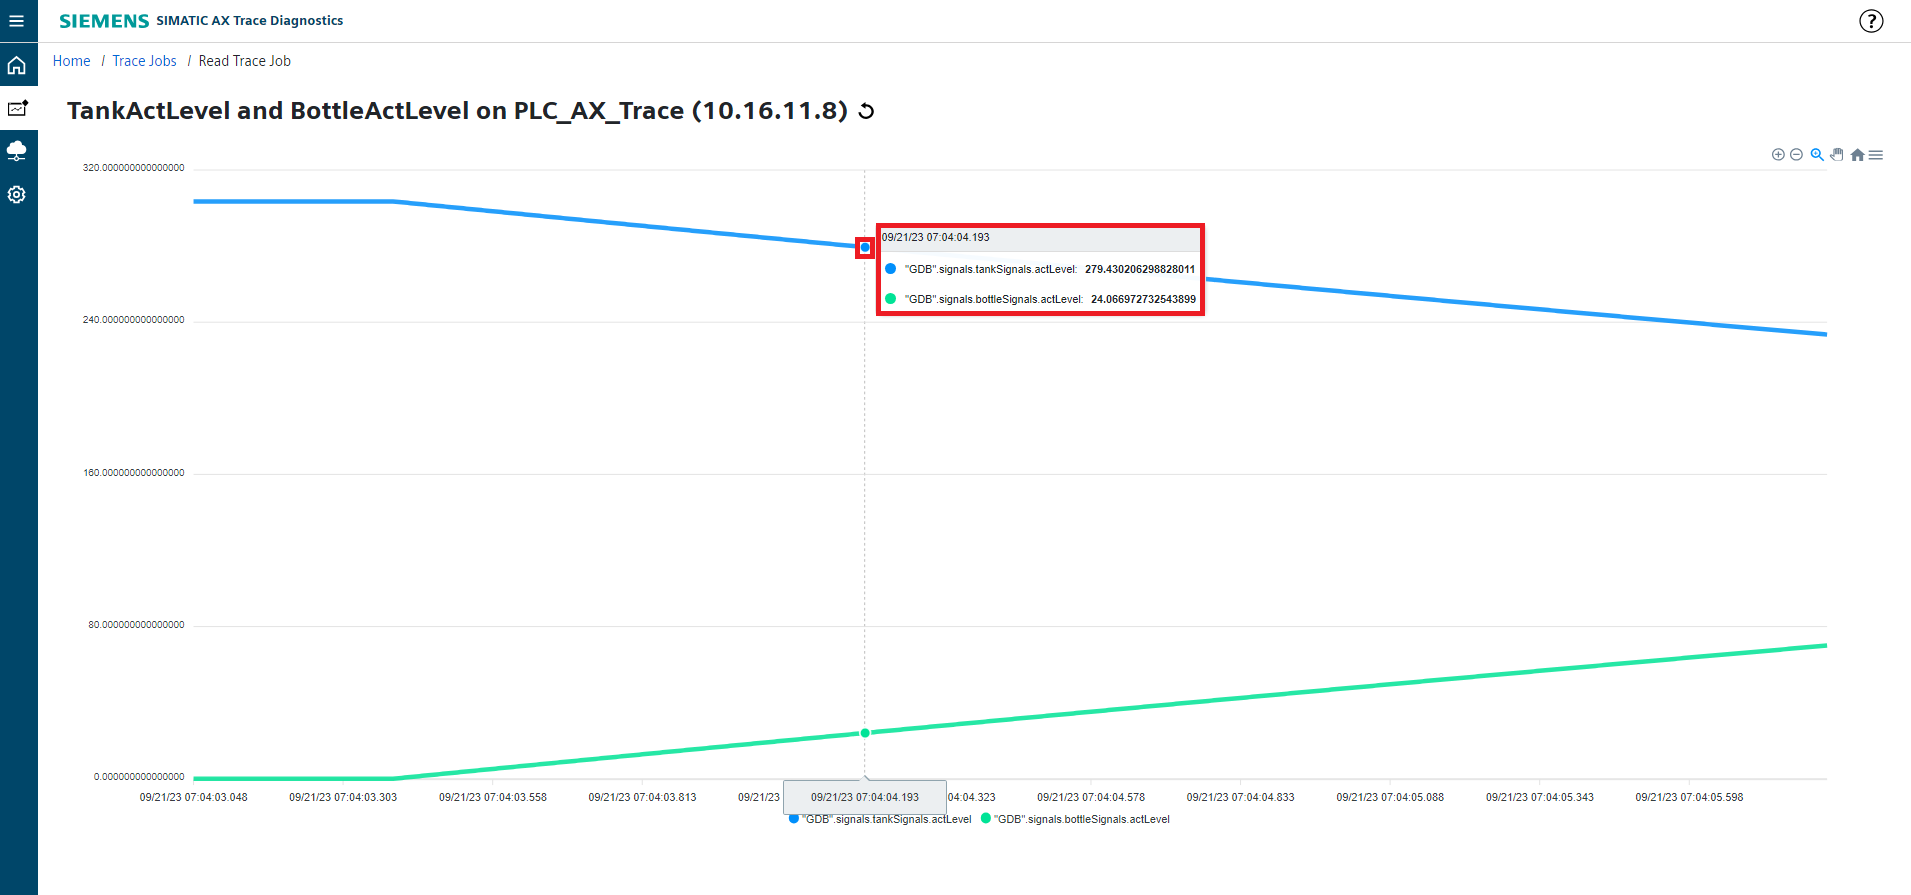 SIEMENS SIMATIC AX Trace Diagnostics
?
Home / Trace Jobs / Read Trace Job
TankActLevel and BottleActLevel on PLC_AX_Trace (10.16.11.8)
320.000000000000000
09/21/23 07:04:04.193
"GDB".signals.tankSignals.actLevel: 279.430206298828011
"GDB".signals.bottleSignals.actLevel: 24.066972732543899
240.000000000000000
160.000000000000000
80.000000000000000
0.000000000000000
09/21/23 07:04:03.048 09/21/23 07:04:03.303 09/21/23 07:04:03.558 09/21/23 07:04:03.813 09/21/23 09/21/23 07:04:04.193 04:04.323 09/21/23 07:04:04.578 09/21/23 07:04:04.833 09/21/23 07:04:05.088 09/21/23 07:04:05.343 09/21/23 07:04:05.598
"GDB".signals.tankSignals.actLevel "GDB".signals.bottleSignals.actLevel